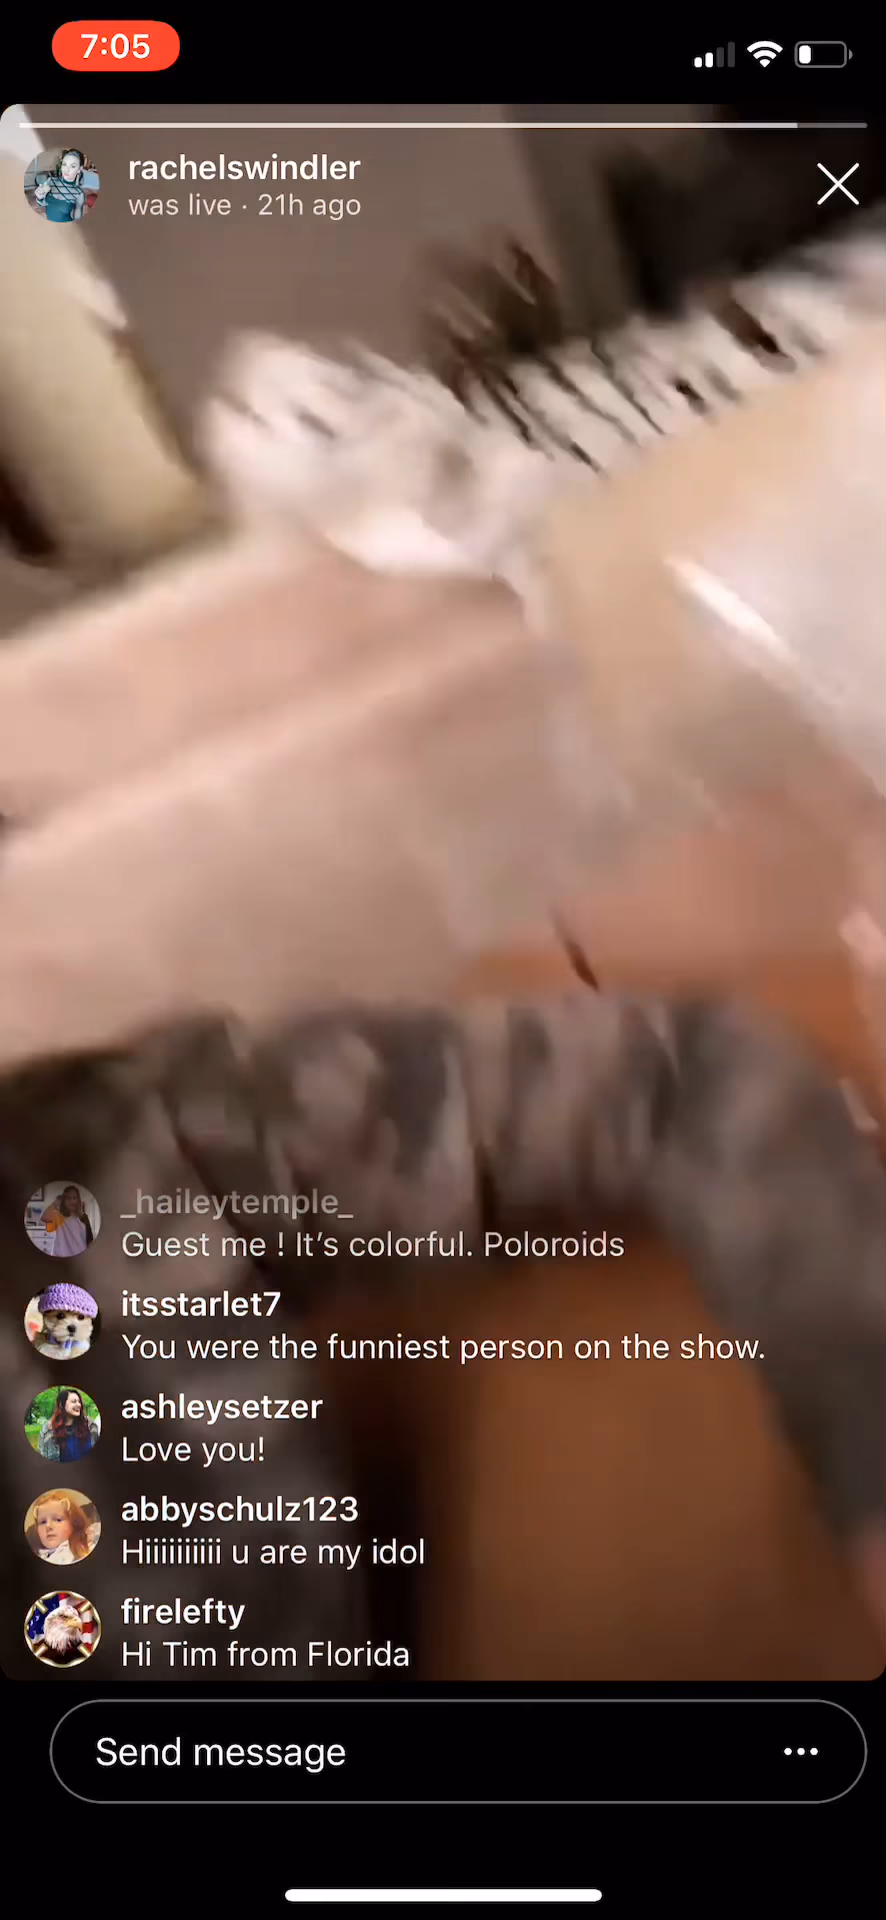 7:05
rachelswindler
was live · 21h ago
_haileytemple_
Guest me ! It’s colorful. Poloroids
itsstarlet7
You were the funniest person on the show.
ashleysetzer
Love you!
abbyschulz123
Hiiiiiiiiii u are my idol
firelefty
Hi Tim from Florida
Send message